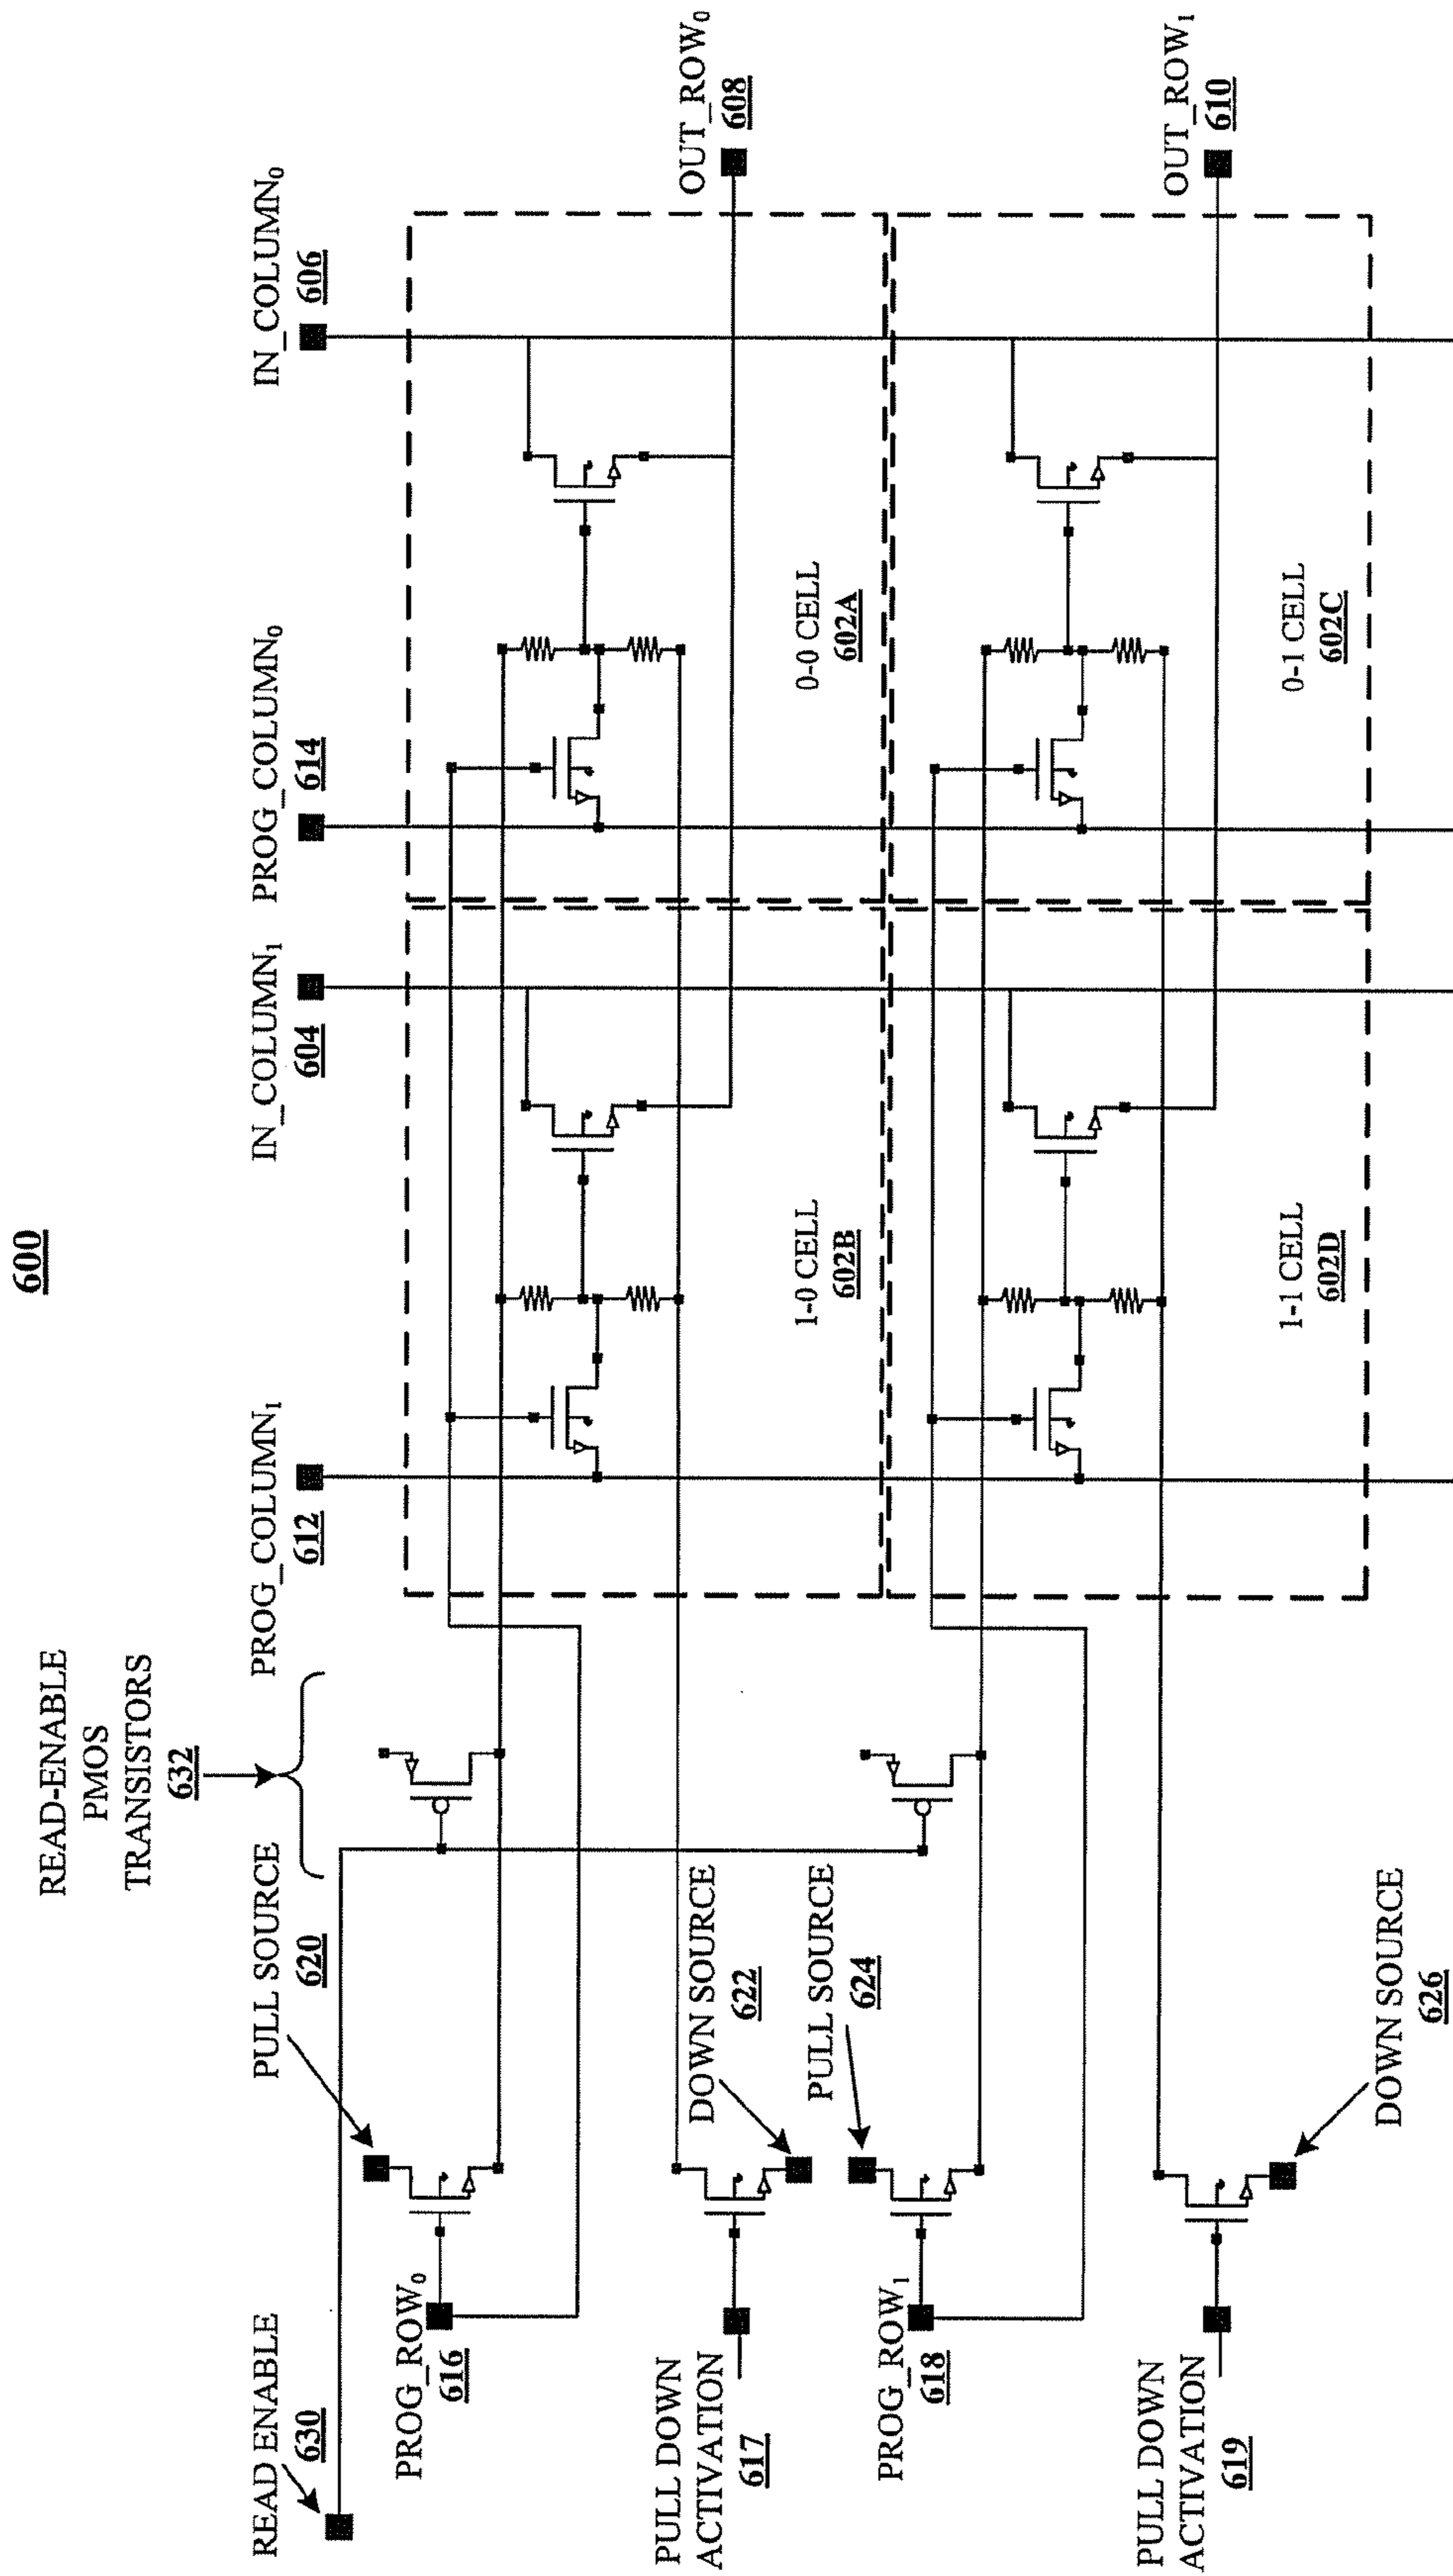 600
READ-ENABLE
PMOS
TRANSISTORS
632
READ ENABLE
630
PULL SOURCE
620
PROG_COLUMN₁
612
IN_COLUMN₁
604
PROG_COLUMN₀
614
IN_COLUMN₀
606
PROG_ROW₀
616
1-0 CELL
602B
0-0 CELL
602A
OUT_ROW₀
608
PULL DOWN
ACTIVATION
617
DOWN SOURCE
622
PULL SOURCE
624
PROG_ROW₁
618
1-1 CELL
602D
0-1 CELL
602C
OUT_ROW₁
610
PULL DOWN
ACTIVATION
619
DOWN SOURCE
626